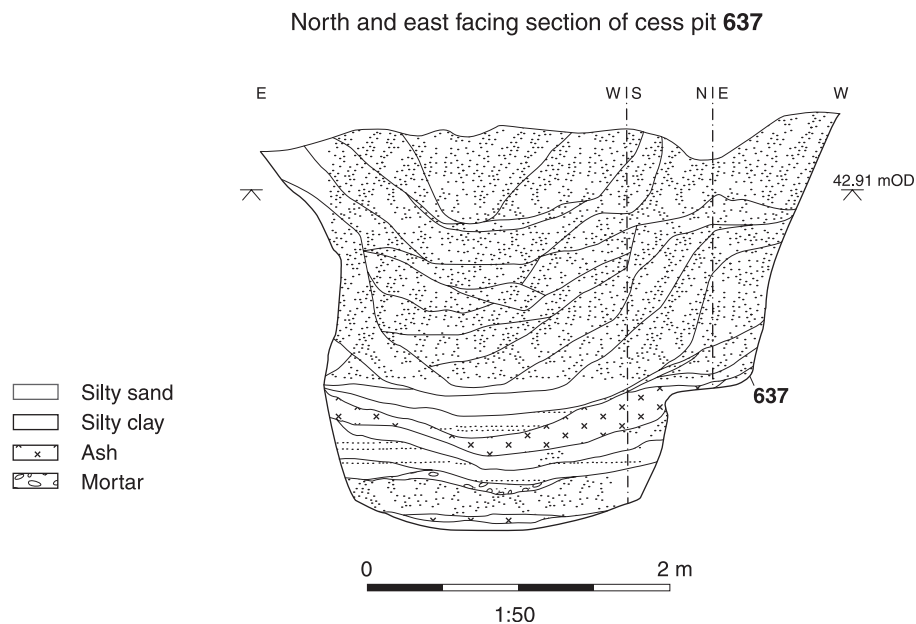 North and east facing section of cess pit 637
E W S N E W
42.91 mOD
637
Silty sand
Silty clay
Ash
Mortar
0 2 m
1:50